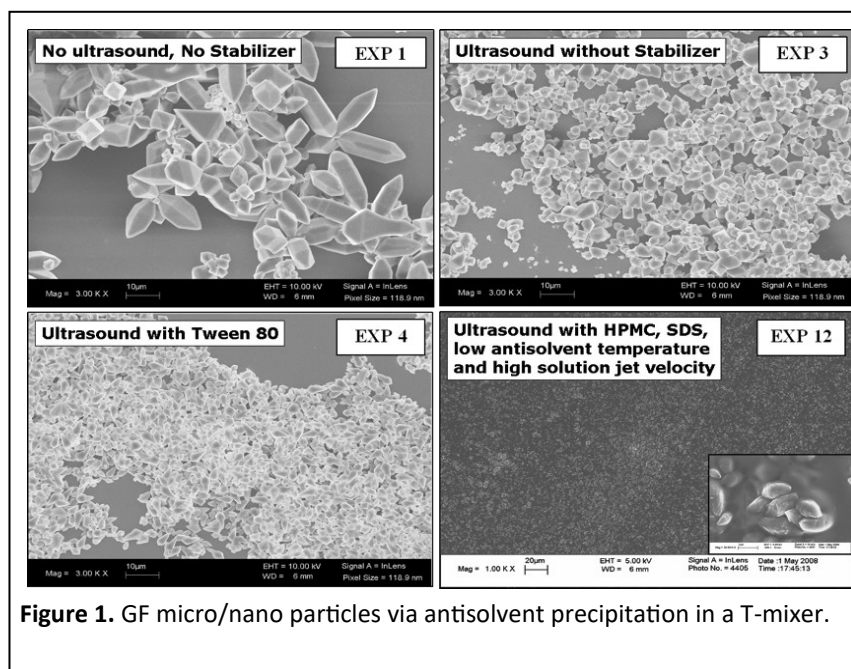 No ultrasound, No Stabilizer
EXP 1
Mag = 3.00 K X
10µm
EHT = 10.00 kV
WD = 6 mm
Signal A = InLens
Pixel Size = 118.9 nm
Ultrasound without Stabilizer
EXP 3
Mag = 3.00 K X
10µm
EHT = 10.00 kV
WD = 6 mm
Signal A = InLens
Pixel Size = 118.9 nm
Ultrasound with Tween 80
EXP 4
Mag = 3.00 K X
10µm
EHT = 10.00 kV
WD = 6 mm
Signal A = InLens
Pixel Size = 118.9 nm
Ultrasound with HPMC, SDS,
low antisolvent temperature
and high solution jet velocity
EXP 12
Mag = 1.00 K X
20µm
EHT = 5.00 kV
WD = 6 mm
Signal A = InLens
Photo No. = 4405
Date :1 May 2008
Time :17:45:13
Figure 1. GF micro/nano particles via antisolvent precipitation in a T-mixer.